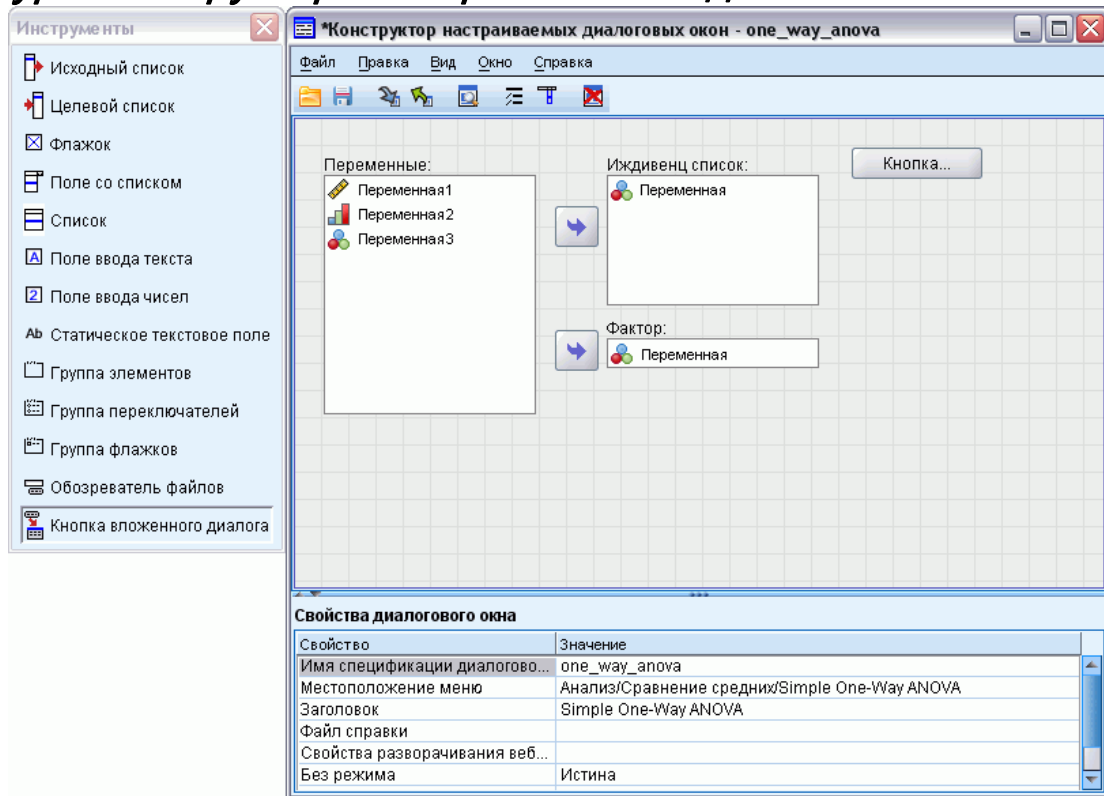 Инструменты
Исходный список
Целевой список
Флажок
Поле со списком
Список
Поле ввода текста
Поле ввода чисел
Ab Статическое текстовое поле
Группа элементов
Группа переключателей
Группа флажков
Обозреватель файлов
Кнопка вложенного диалога
*Конструктор настраиваемых диалоговых окон - one_way_anova
Файл Правка Вид Окно Справка
Переменные:
Переменная1
Переменная2
Переменная3
Иждивенц список:
Переменная
Фактор:
Переменная
Кнопка...
Свойства диалогового окна
Свойство Значение
Имя спецификации диалогово... one_way_anova
Местоположение меню Анализ/Сравнение средних/Simple One-Way ANOVA
Заголовок Simple One-Way ANOVA
Файл справки
Свойства разворачивания веб...
Без режима Истина